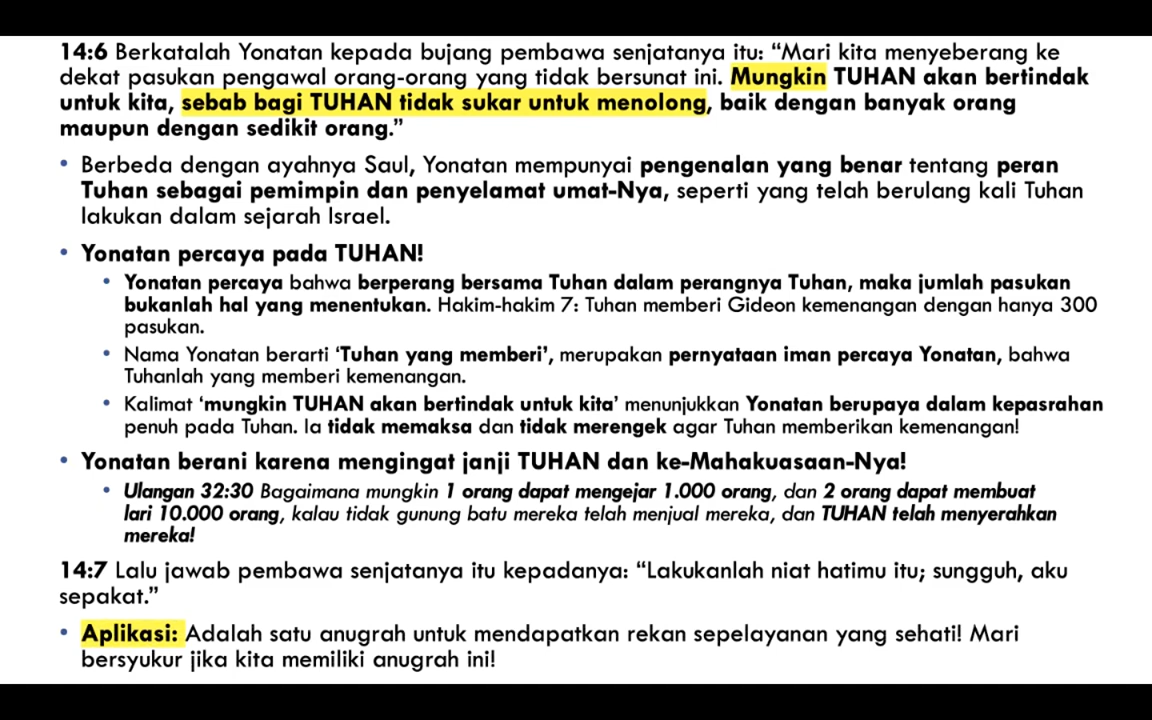 14:6 Berkatalah Yonatan kepada bujang pembawa senjatanya itu: “Mari kita menyeberang ke
dekat pasukan pengawal orang-orang yang tidak bersunat ini. Mungkin TUHAN akan bertindak
untuk kita, sebab bagi TUHAN tidak sukar untuk menolong, baik dengan banyak orang
maupun dengan sedikit orang.”
• Berbeda dengan ayahnya Saul, Yonatan mempunyai pengenalan yang benar tentang peran
Tuhan sebagai pemimpin dan penyelamat umat-Nya, seperti yang telah berulang kali Tuhan
lakukan dalam sejarah Israel.
• Yonatan percaya pada TUHAN!
• Yonatan percaya bahwa berperang bersama Tuhan dalam perangnya Tuhan, maka jumlah pasukan
bukanlah hal yang menentukan. Hakim-hakim 7: Tuhan memberi Gideon kemenangan dengan hanya 300
pasukan.
• Nama Yonatan berarti ‘Tuhan yang memberi’, merupakan pernyataan iman percaya Yonatan, bahwa
Tuhanlah yang memberi kemenangan.
• Kalimat ‘mungkin TUHAN akan bertindak untuk kita’ menunjukkan Yonatan berupaya dalam kepasrahan
penuh pada Tuhan. Ia tidak memaksa dan tidak merengek agar Tuhan memberikan kemenangan!
• Yonatan berani karena mengingat janji TUHAN dan ke-Mahakuasaan-Nya!
• Ulangan 32:30 Bagaimana mungkin 1 orang dapat mengejar 1.000 orang, dan 2 orang dapat membuat
lari 10.000 orang, kalau tidak gunung batu mereka telah menjual mereka, dan TUHAN telah menyerahkan
mereka!
14:7 Lalu jawab pembawa senjatanya itu kepadanya: “Lakukanlah niat hatimu itu; sungguh, aku
sepakat.”
• Aplikasi: Adalah satu anugrah untuk mendapatkan rekan sepelayanan yang sehati! Mari
bersyukur jika kita memiliki anugrah ini!